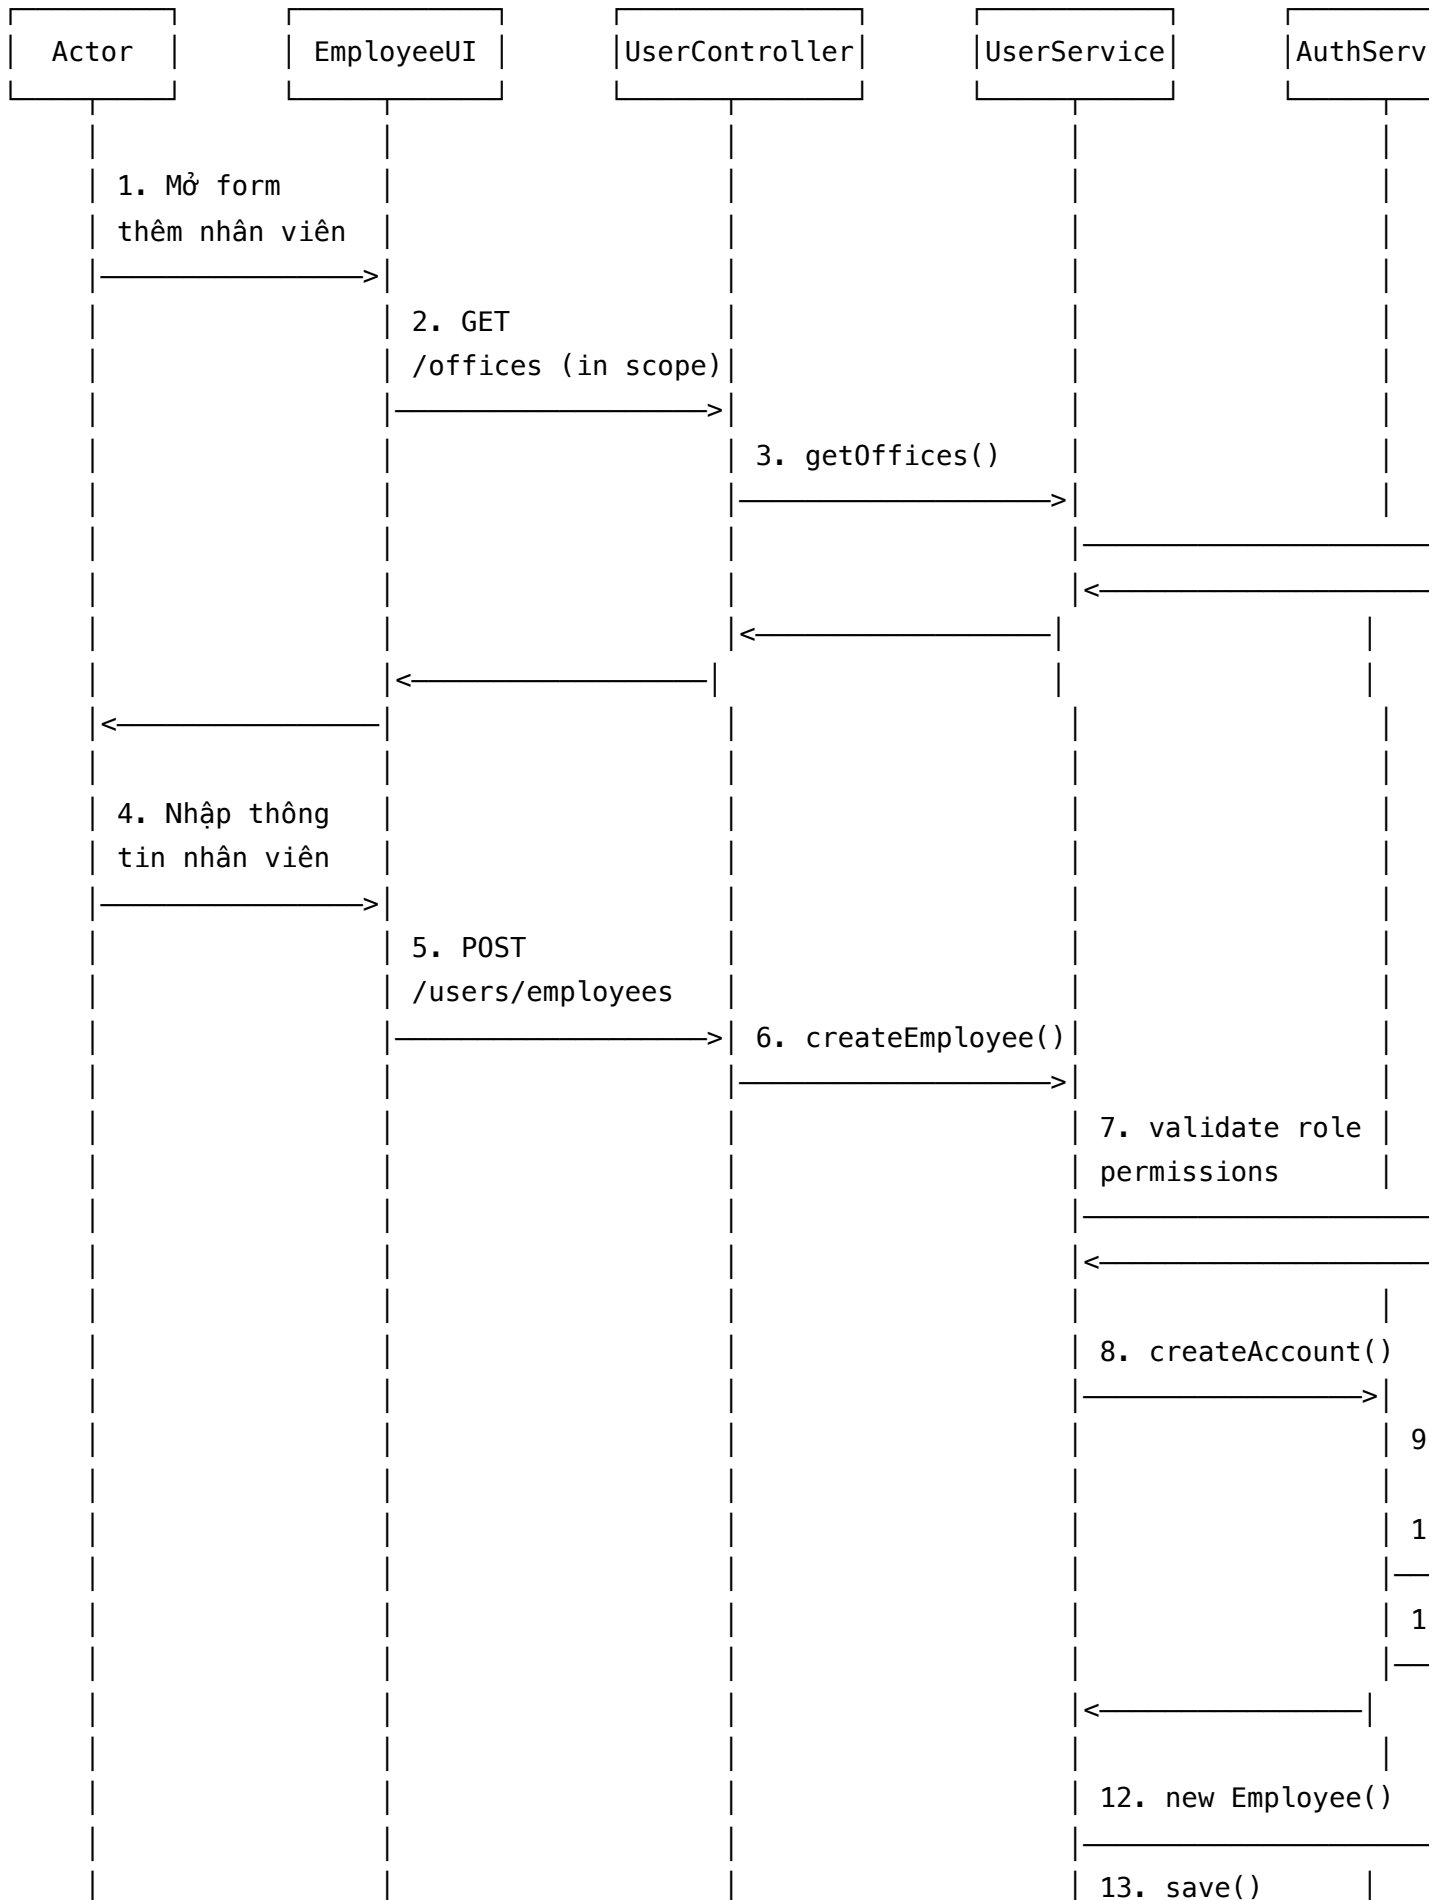 Actor EmployeeUI UserController UserService AuthServ
1. Mở form
thêm nhân viên
2. GET
/offices (in scope)
3. getOffices()
4. Nhập thông
tin nhân viên
5. POST
/users/employees
6. createEmployee()
7. validate role
permissions
8. createAccount()
9
1
1
12. new Employee()
13. save()